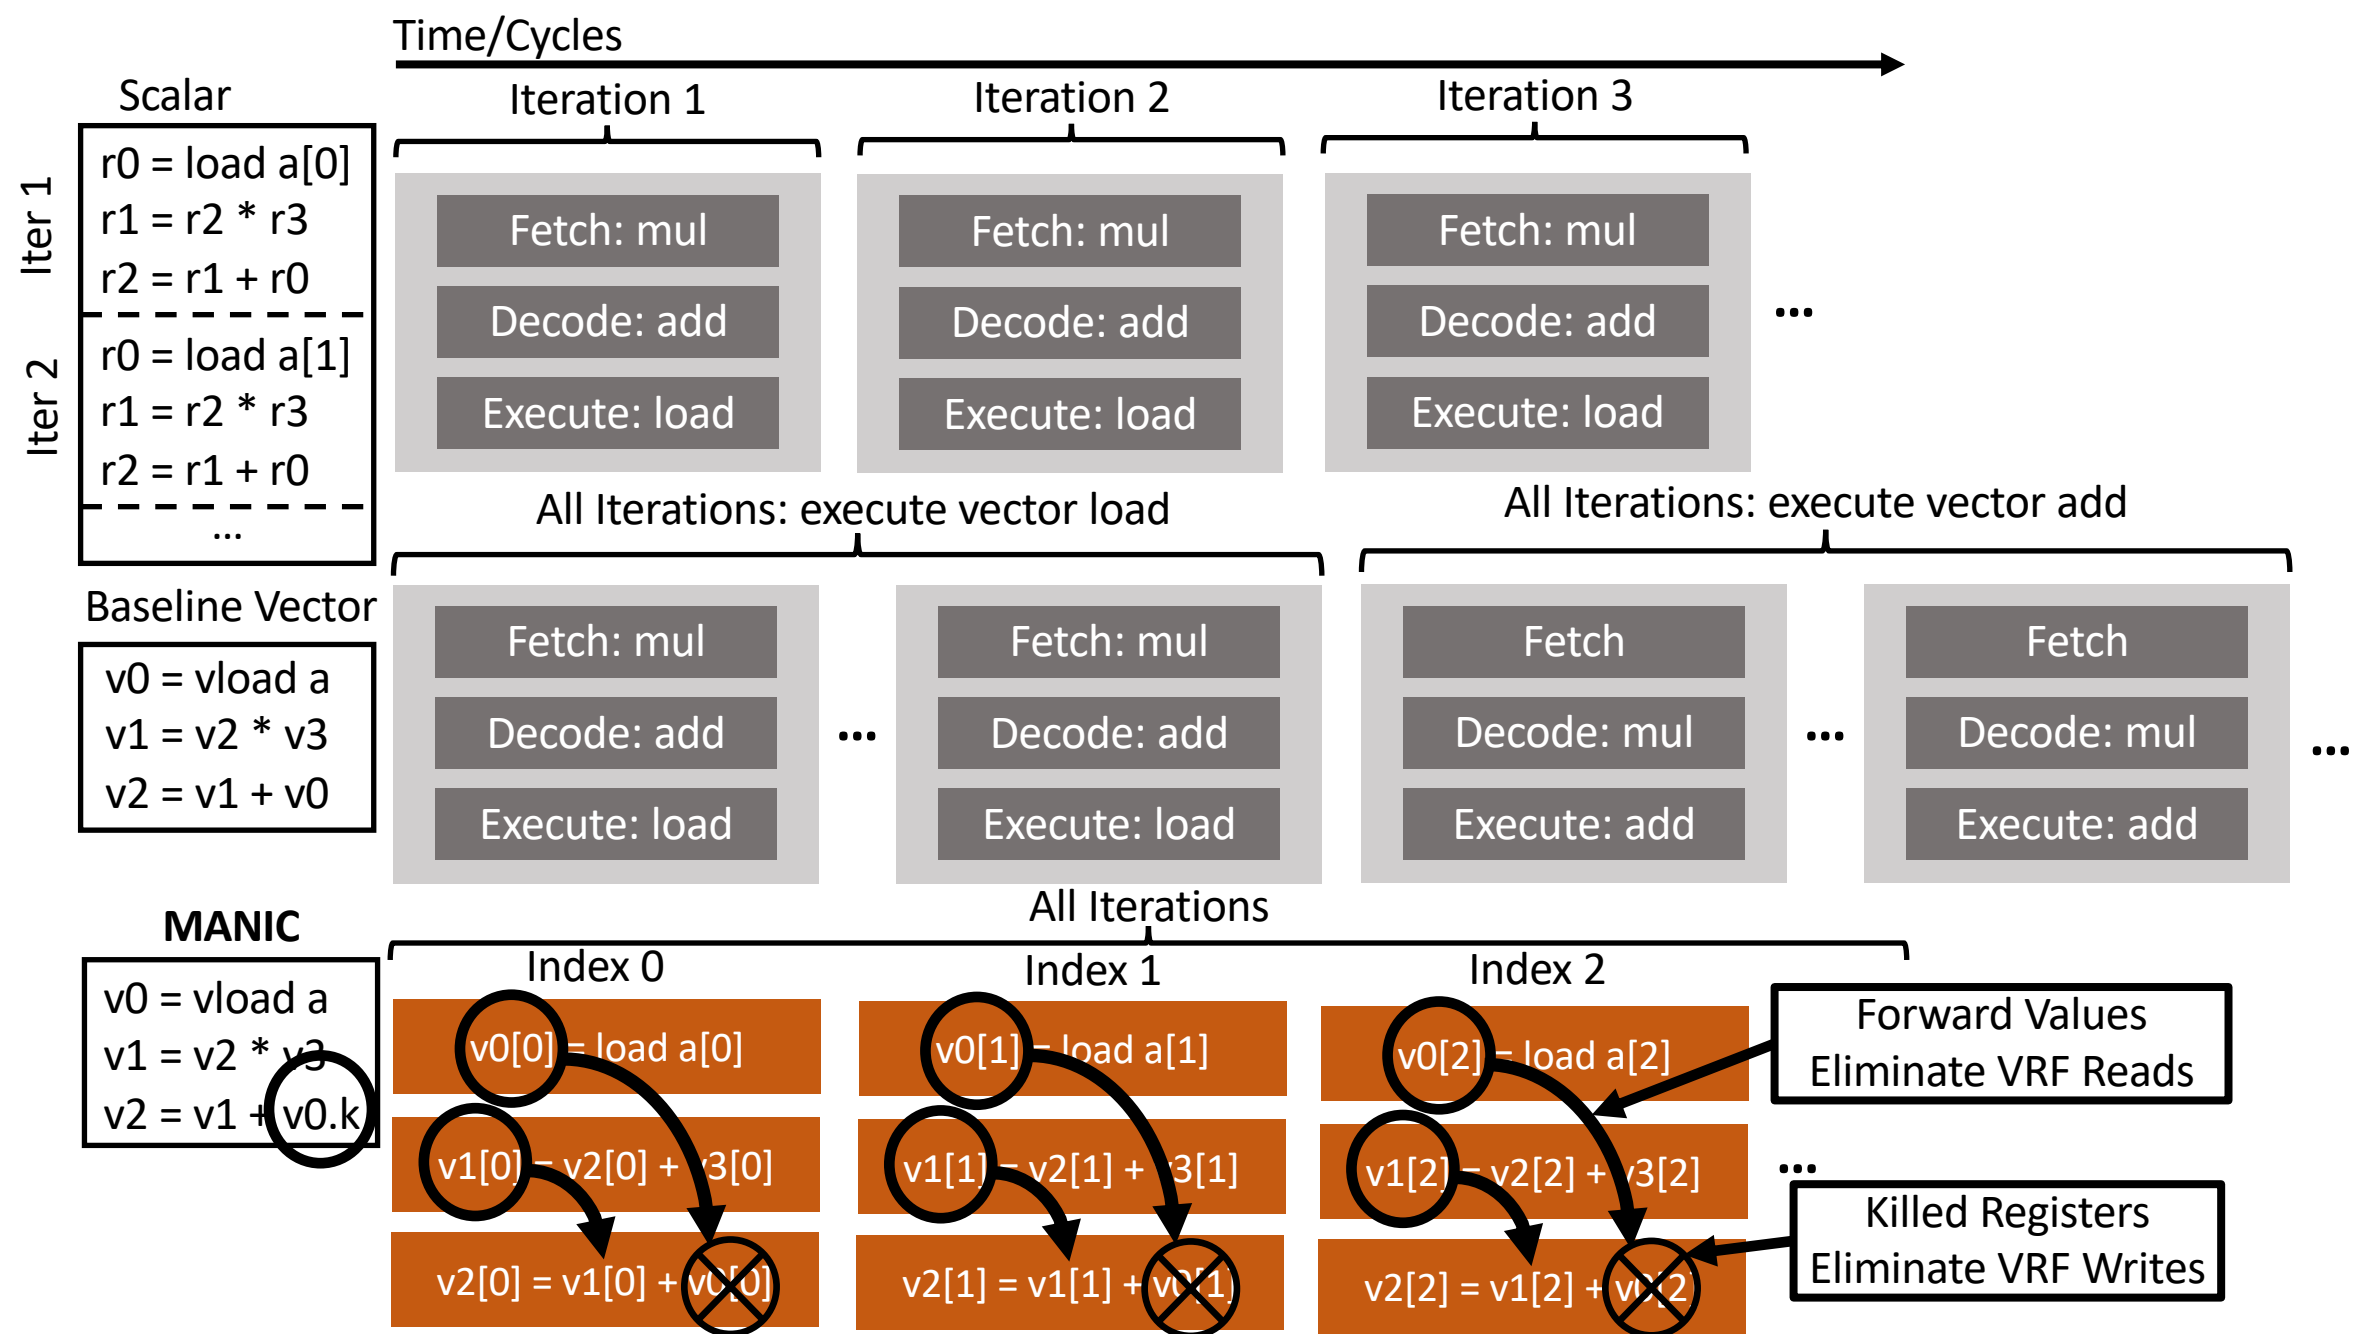 Time/Cycles
Scalar
Iteration 1
Iteration 2
Iteration 3
Iter 1
r0 = load a[0]
r1 = r2 * r3
r2 = r1 + r0
Iter 2
r0 = load a[1]
r1 = r2 * r3
r2 = r1 + r0
...
Fetch: mul
Decode: add
Execute: load
Fetch: mul
Decode: add
Execute: load
Fetch: mul
Decode: add
Execute: load
...
All Iterations: execute vector load
All Iterations: execute vector add
Baseline Vector
v0 = vload a
v1 = v2 * v3
v2 = v1 + v0
Fetch: mul
Decode: add
Execute: load
...
Fetch: mul
Decode: add
Execute: load
Fetch
Decode: mul
Execute: add
...
Fetch
Decode: mul
Execute: add
...
MANIC
All Iterations
v0 = vload a
v1 = v2 * v3
v2 = v1 + v0.k
Index 0
v0[0] = load a[0]
v1[0] = v2[0] + v3[0]
v2[0] = v1[0] + v0[0]
Index 1
v0[1] = load a[1]
v1[1] = v2[1] + v3[1]
v2[1] = v1[1] + v0[1]
Index 2
v0[2] = load a[2]
v1[2] = v2[2] + v3[2]
v2[2] = v1[2] + v0[2]
...
Forward Values
Eliminate VRF Reads
Killed Registers
Eliminate VRF Writes